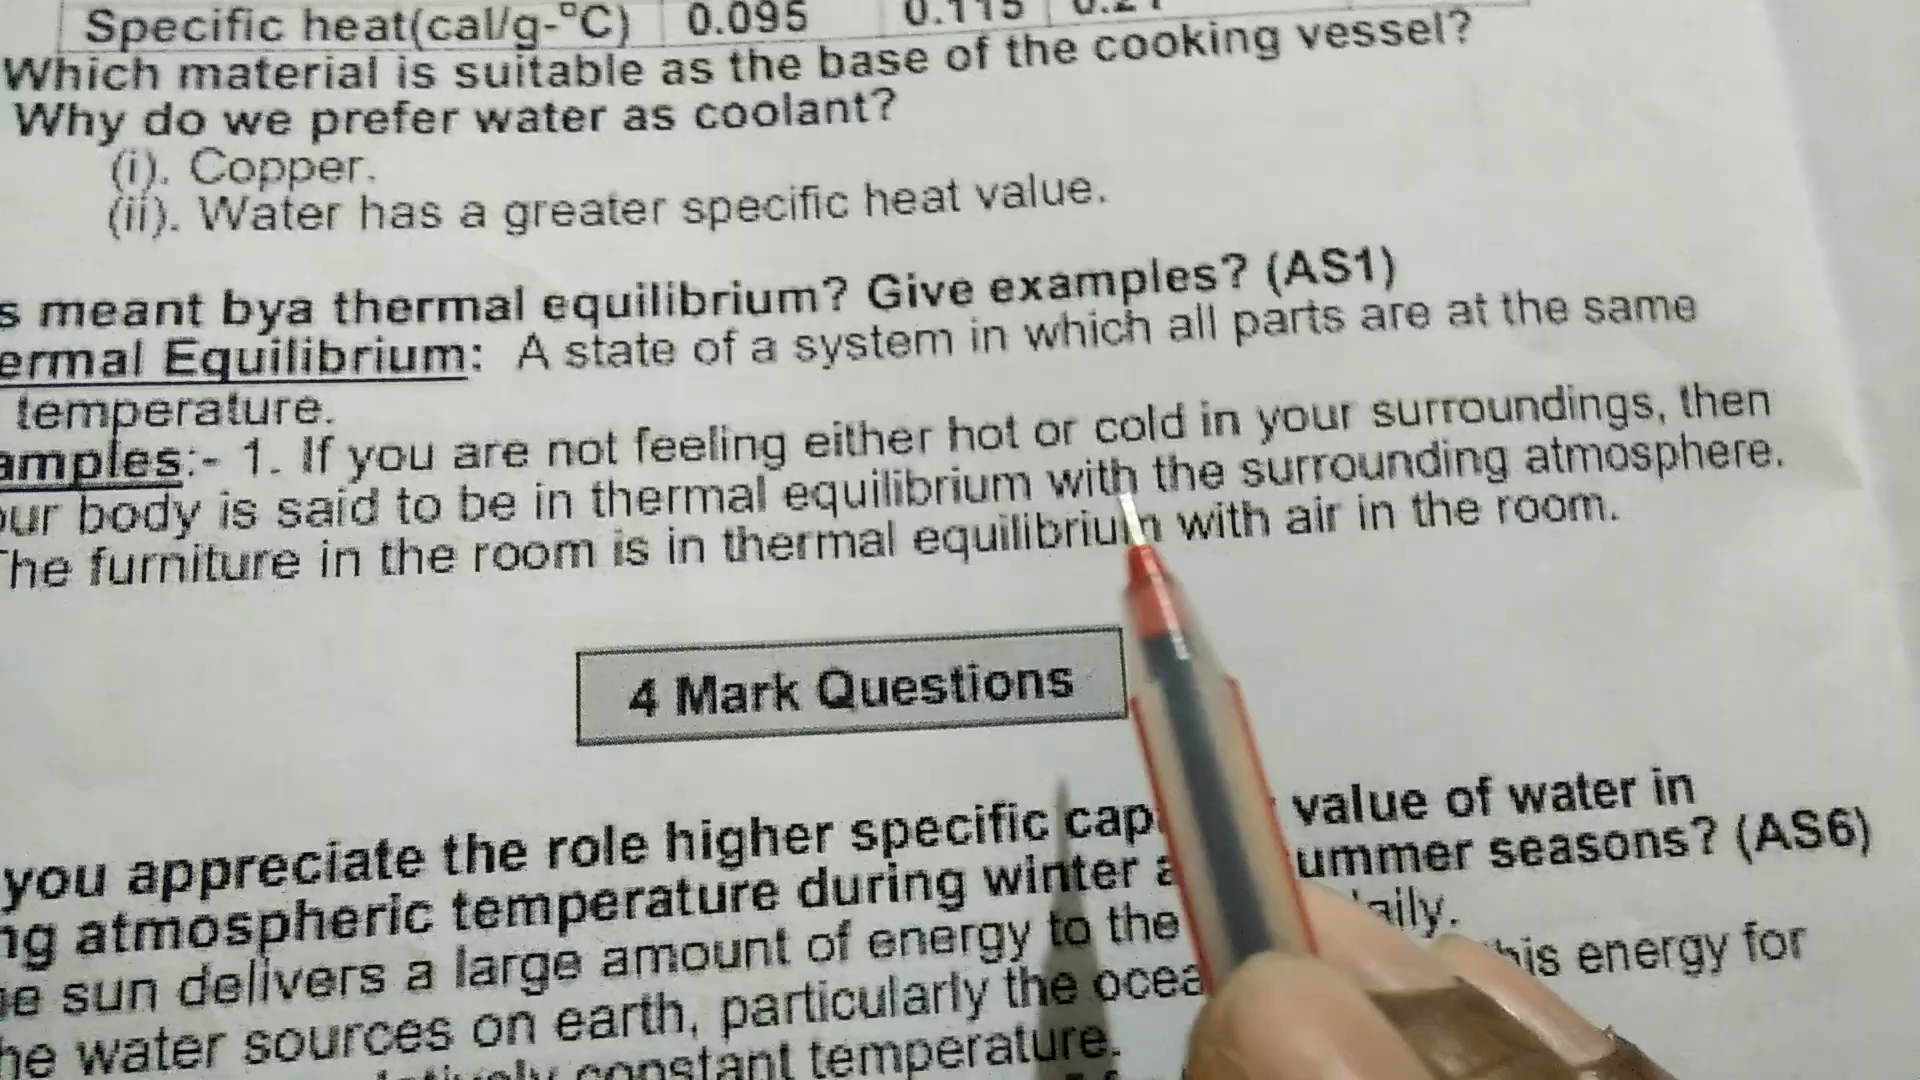 Specific heat(cal/g-°C) 0.095 0.115 0.21
Which material is suitable as the base of the cooking vessel?
Why do we prefer water as coolant?
(i). Copper.
(ii). Water has a greater specific heat value.
s meant bya thermal equilibrium? Give examples? (AS1)
ermal Equilibrium: A state of a system in which all parts are at the same
temperature.
amples:- 1. If you are not feeling either hot or cold in your surroundings, then
our body is said to be in thermal equilibrium with the surrounding atmosphere.
The furniture in the room is in thermal equilibrium with air in the room.
4 Mark Questions
you appreciate the role higher specific cap value of water in
ng atmospheric temperature during winter a ummer seasons? (AS6)
he sun delivers a large amount of energy to the aily.
he water sources on earth, particularly the ocea his energy for
constant temperature.